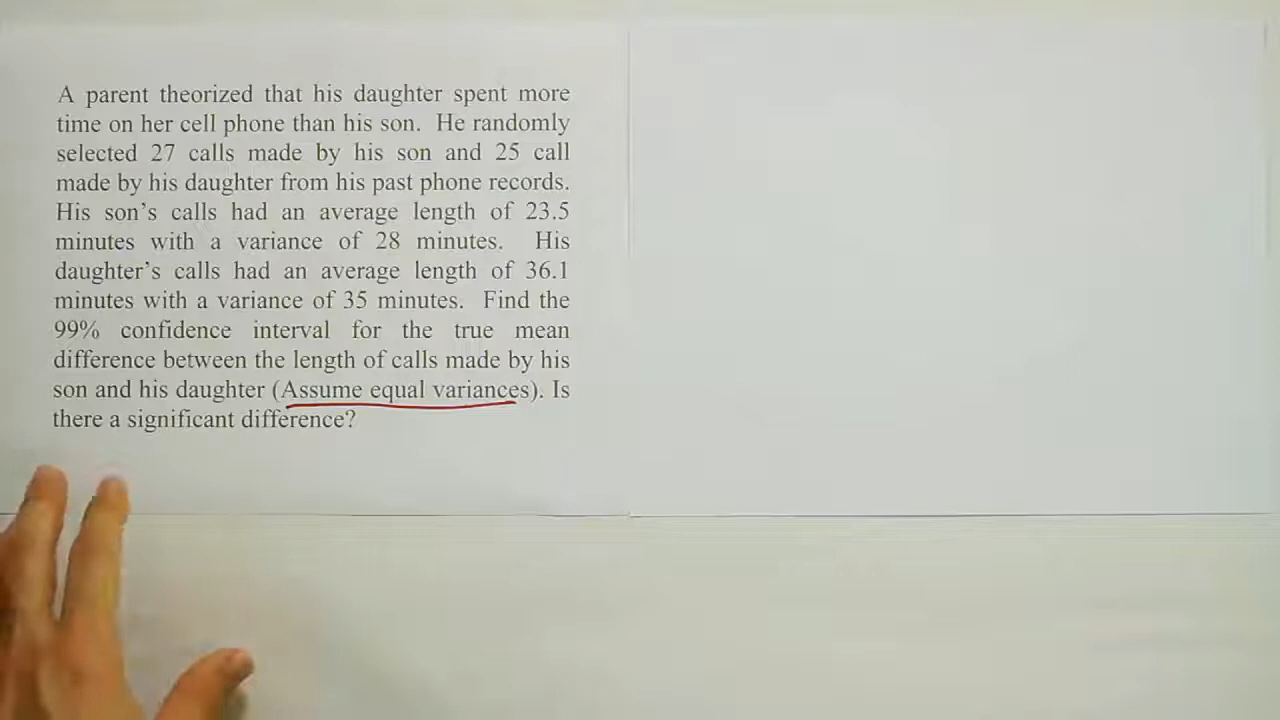 A parent theorized that his daughter spent more
time on her cell phone than his son. He randomly
selected 27 calls made by his son and 25 call
made by his daughter from his past phone records.
His son's calls had an average length of 23.5
minutes with a variance of 28 minutes. His
daughter's calls had an average length of 36.1
minutes with a variance of 35 minutes. Find the
99% confidence interval for the true mean
difference between the length of calls made by his
son and his daughter (Assume equal variances). Is
there a significant difference?